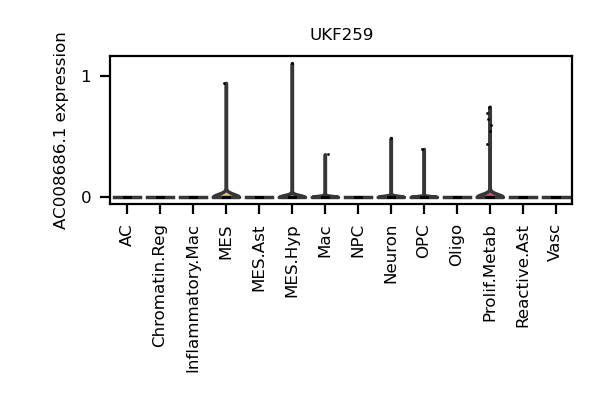 UKF259
AC008686.1 expression
1
0
AC
Chromatin.Reg
Inflammatory.Mac
MES
MES.Ast
MES.Hyp
Mac
NPC
Neuron
OPC
Oligo
Prolif.Metab
Reactive.Ast
Vasc